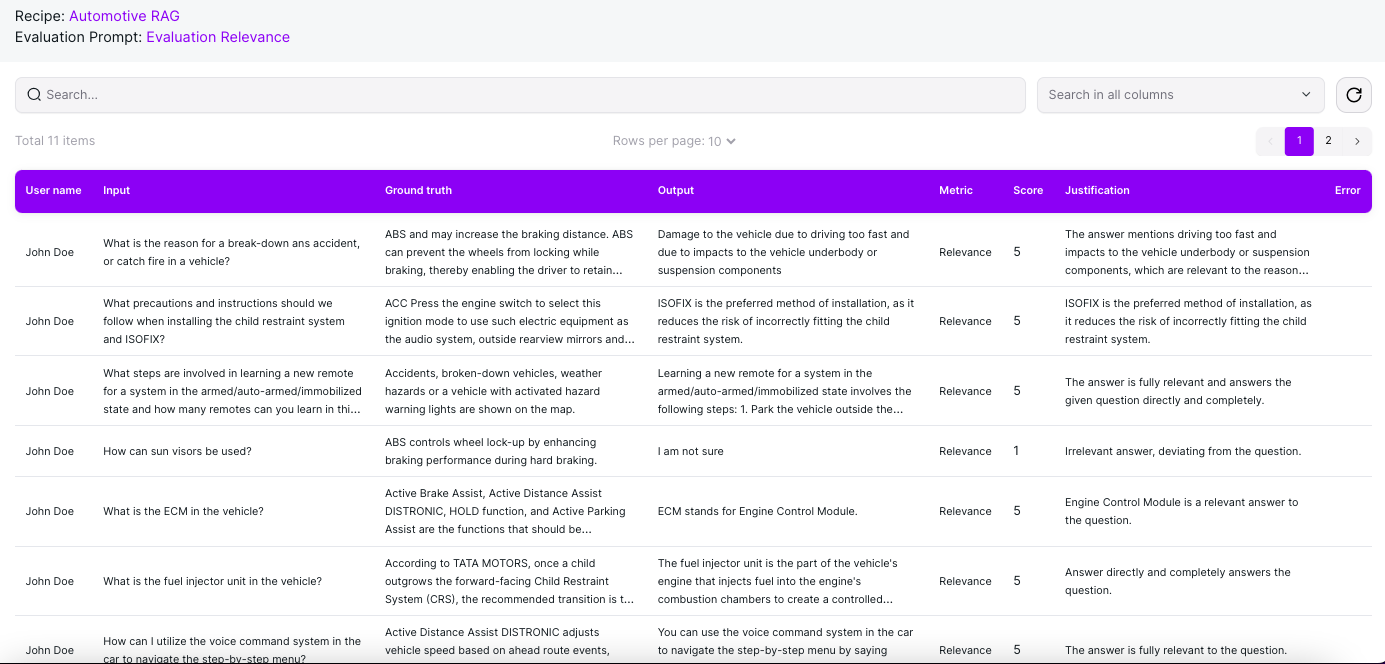 Recipe: Automotive RAG
Evaluation Prompt: Evaluation Relevance
Search...
Search in all columns
Total 11 items
Rows per page: 10
1
2
User name
Input
Ground truth
Output
Metric
Score
Justification
Error
John Doe
What is the reason for a break-down ans accident,
or catch fire in a vehicle?
ABS and may increase the braking distance. ABS
can prevent the wheels from locking while
braking, thereby enabling the driver to retain...
Damage to the vehicle due to driving too fast and
due to impacts to the vehicle underbody or
suspension components
Relevance
5
The answer mentions driving too fast and
impacts to the vehicle underbody or suspension
components, which are relevant to the reason...
John Doe
What precautions and instructions should we
follow when installing the child restraint system
and ISOFIX?
ACC Press the engine switch to select this
ignition mode to use such electric equipment as
the audio system, outside rearview mirrors and...
ISOFIX is the preferred method of installation, as it
reduces the risk of incorrectly fitting the child
restraint system.
Relevance
5
ISOFIX is the preferred method of installation, as
it reduces the risk of incorrectly fitting the child
restraint system.
John Doe
What steps are involved in learning a new remote
for a system in the armed/auto-armed/immobilized
state and how many remotes can you learn in thi...
Accidents, broken-down vehicles, weather
hazards or a vehicle with activated hazard
warning lights are shown on the map.
Learning a new remote for a system in the
armed/auto-armed/immobilized state involves the
following steps: 1. Park the vehicle outside the...
Relevance
5
The answer is fully relevant and answers the
given question directly and completely.
John Doe
How can sun visors be used?
ABS controls wheel lock-up by enhancing
braking performance during hard braking.
I am not sure
Relevance
1
Irrelevant answer, deviating from the question.
John Doe
What is the ECM in the vehicle?
Active Brake Assist, Active Distance Assist
DISTRONIC, HOLD function, and Active Parking
Assist are the functions that should be...
ECM stands for Engine Control Module.
Relevance
5
Engine Control Module is a relevant answer to
the question.
John Doe
What is the fuel injector unit in the vehicle?
According to TATA MOTORS, once a child
outgrows the forward-facing Child Restraint
System (CRS), the recommended transition is t...
The fuel injector unit is the part of the vehicle's
engine that injects fuel into the engine's
combustion chambers to create a controlled...
Relevance
5
Answer directly and completely answers the
question.
John Doe
How can I utilize the voice command system in the
car to navigate the step-by-step menu?
Active Distance Assist DISTRONIC adjusts
vehicle speed based on ahead route events,
You can use the voice command system in the car
to navigate the step-by-step menu by saying
Relevance
5
The answer is fully relevant to the question.